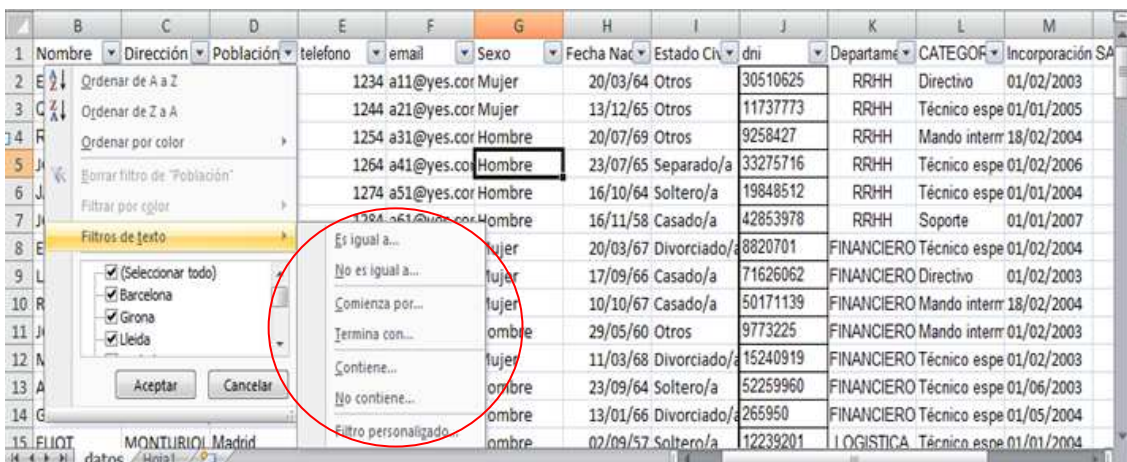 B C D E F G H I J K L M
1 Nombre Dirección Población telefono email Sexo Fecha Nac Estado Civ dni Departame CATEGOR Incorporación SA
2 E Ordenar de A a Z 1234 a11@yes.cor Mujer 20/03/64 Otros 30510625 RRHH Directivo 01/02/2003
3 Ordenar de Z a A 1244 a21@yes.cor Mujer 13/12/65 Otros 11737773 RRHH Técnico espe 01/01/2005
4 R Ordenar por color 1254 a31@yes.cor Hombre 20/07/69 Otros 9258427 RRHH Mando interm 18/02/2004
5 J Borrar filtro de "Población" 1264 a41@yes.cor Hombre 23/07/65 Separado/a 33275716 RRHH Técnico espe 01/02/2006
6 J Filtrar por color 1274 a51@yes.cor Hombre 16/10/64 Soltero/a 19848512 RRHH Técnico espe 01/01/2004
7 J Filtros de texto 1284 a61@yes.cor Hombre 16/11/58 Casado/a 42853978 RRHH Soporte 01/01/2007
8 E Es igual a... Mujer 20/03/67 Divorciado/a 8820701 FINANCIERO Técnico espe 01/02/2004
9 L (Seleccionar todo) No es igual a... Mujer 17/09/66 Casado/a 71626062 FINANCIERO Directivo 01/02/2003
10 R Barcelona Comienza por... Mujer 10/10/67 Casado/a 50171139 FINANCIERO Mando interm 18/02/2004
11 J Girona Termina con... ombre 29/05/60 Otros 9773225 FINANCIERO Mando interm 01/02/2003
12 M Lleida Contiene... Mujer 11/03/68 Divorciado/a 15240919 FINANCIERO Técnico espe 01/02/2003
13 A Aceptar Cancelar No contiene... ombre 23/09/64 Soltero/a 52259960 FINANCIERO Técnico espe 01/06/2003
14 G ombre 13/01/66 Divorciado/a 265950 FINANCIERO Técnico espe 01/05/2004
15 ELIOT MONTURIOL Madrid Filtro personalizado... ombre 02/09/57 Soltero/a 12239201 LOGISTICA Técnico espe 01/01/2004
datos Hoja1